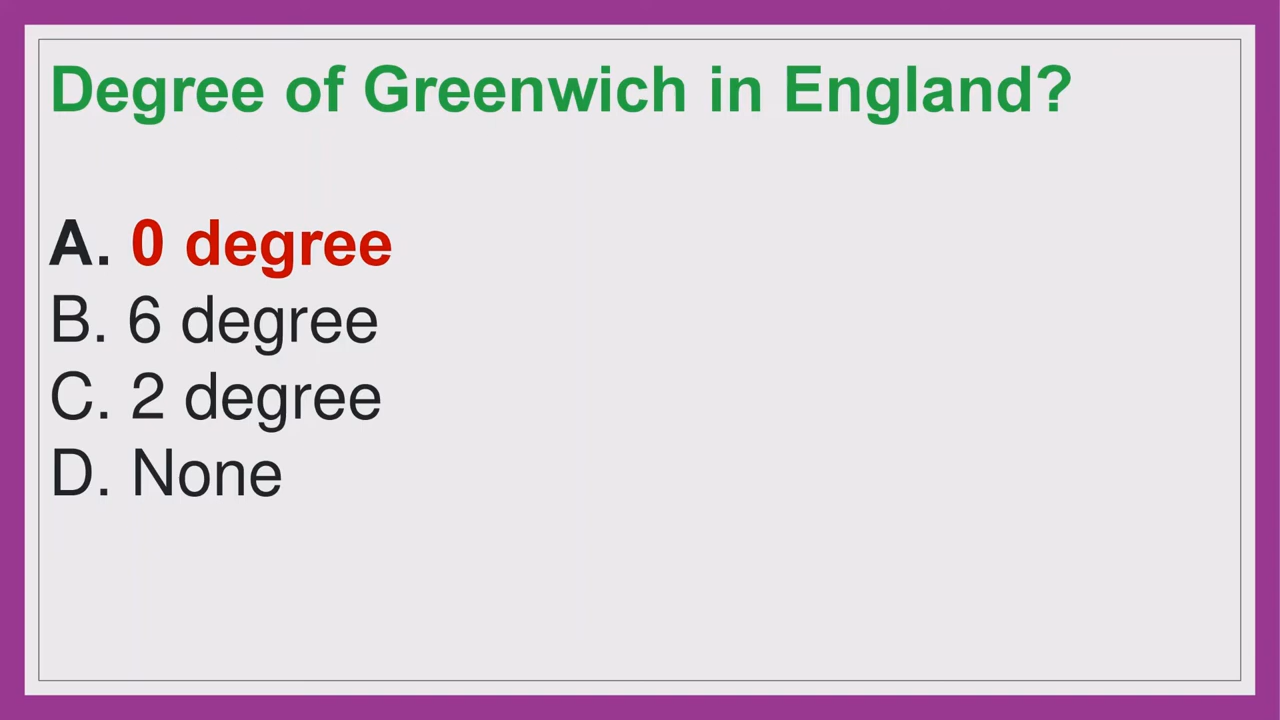 Degree of Greenwich in England?
A. 0 degree
B. 6 degree
C. 2 degree
D. None